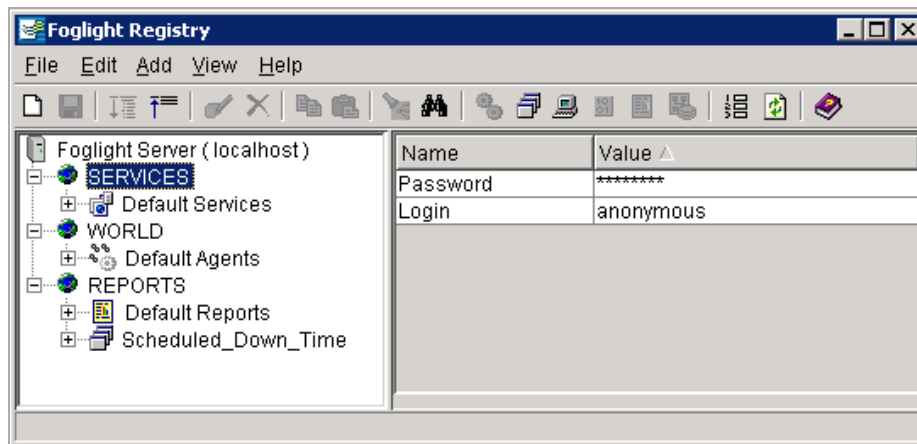 Foglight Registry
File Edit Add View Help
Foglight Server ( localhost )
SERVICES
Default Services
WORLD
Default Agents
REPORTS
Default Reports
Scheduled_Down_Time
Name Value
Password ********
Login anonymous